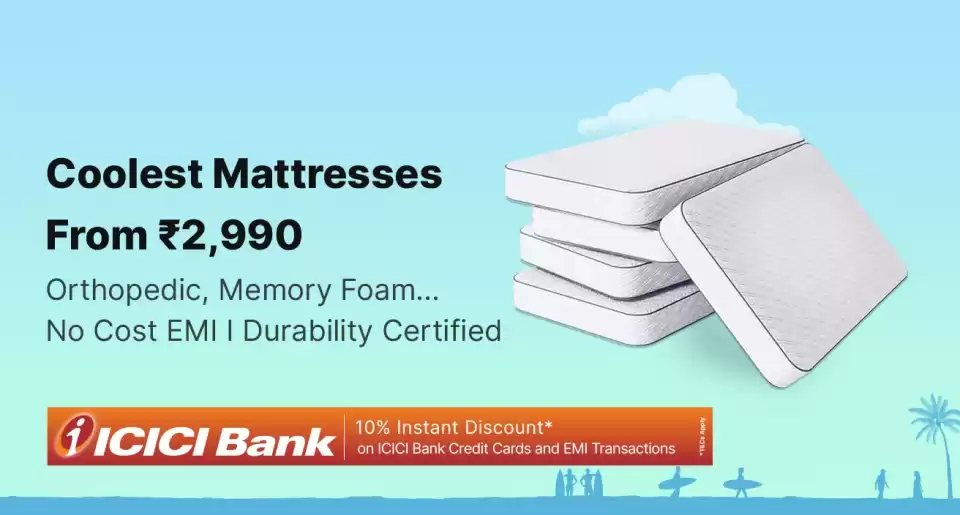 Coolest Mattresses
From ₹2,990
Orthopedic, Memory Foam...
No Cost EMI I Durability Certified
i ICICI Bank
10% Instant Discount*
on ICICI Bank Credit Cards and EMI Transactions
*T&Cs Apply